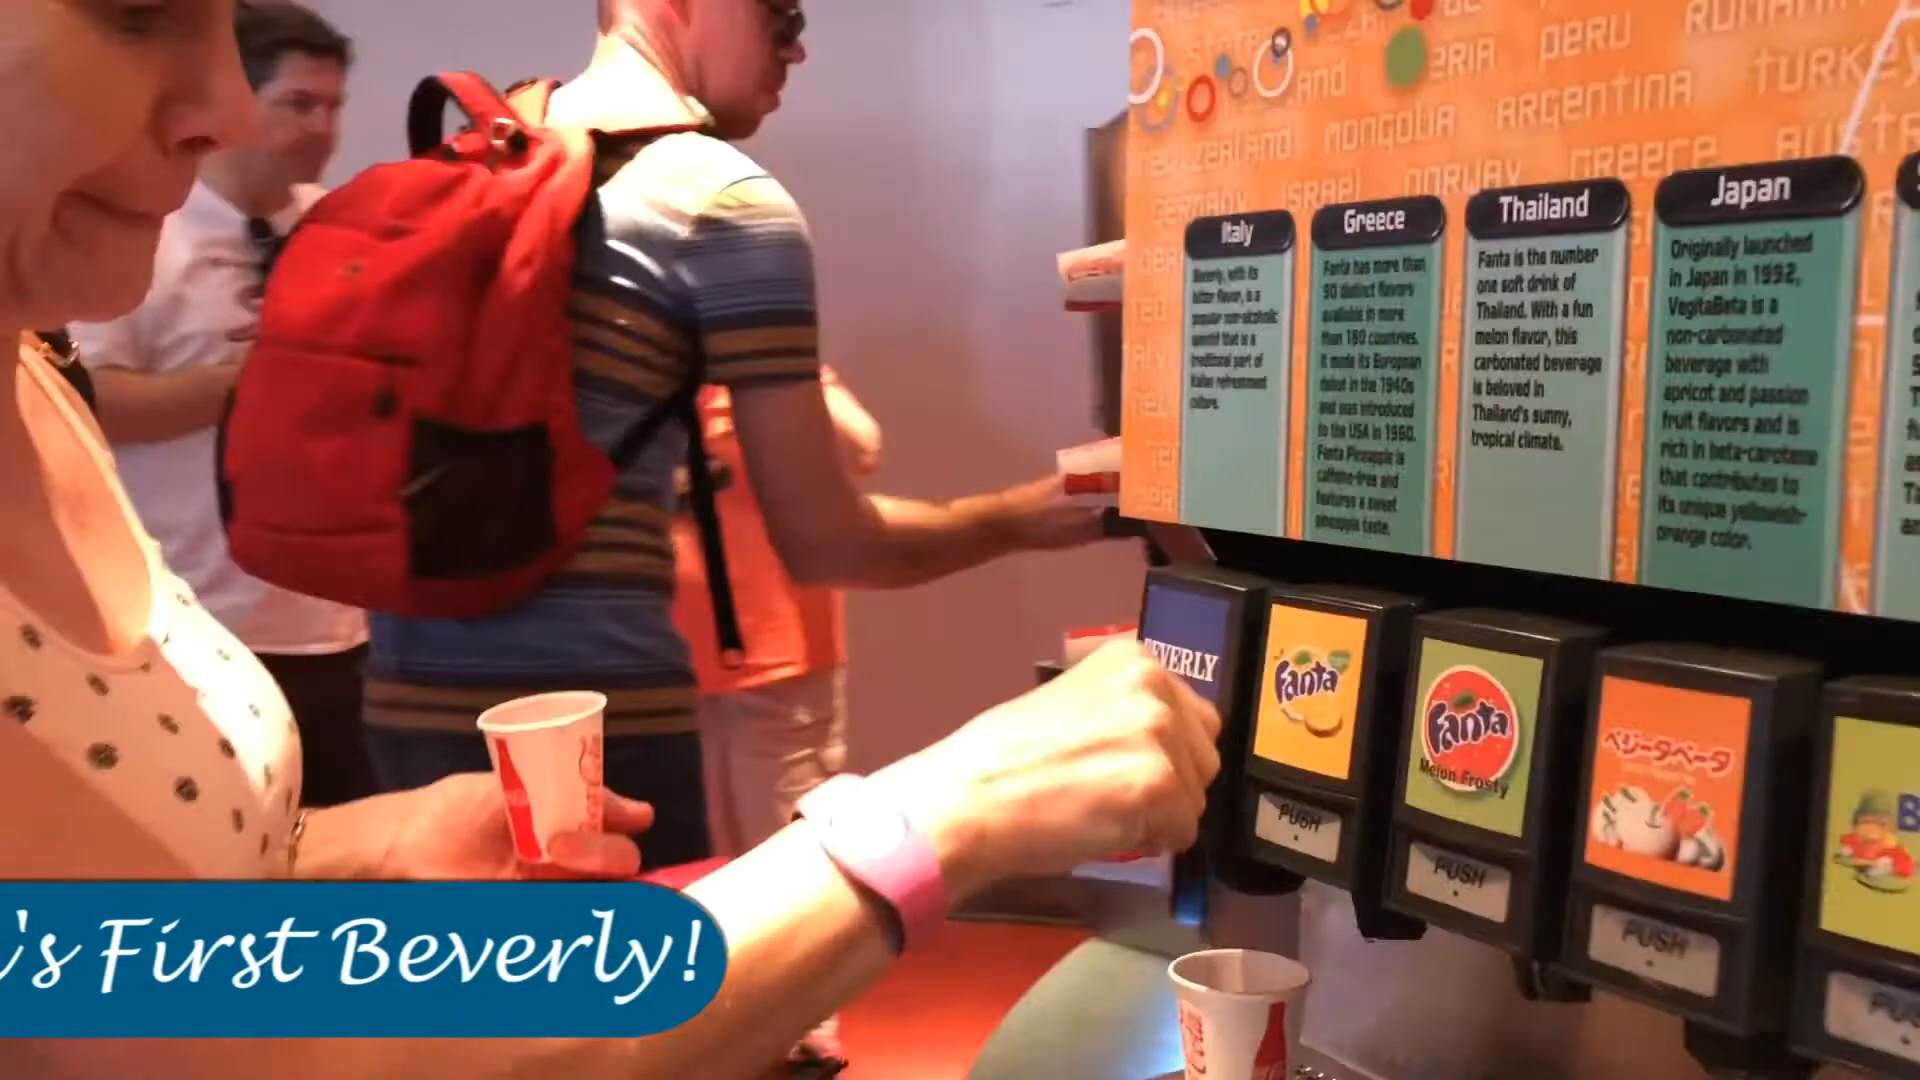 STATE
ERIA PERU ROMANIA
AND ARGENTINA TURKEY
NEW ZEALAND MONGOLIA
GERMANY ISRAEL NORWAY GREECE AUSTR
Italy
Beverly, with its
bitter flavor, is a
popular non-alcoholic
aperitif that is a
traditional part of
Italian refreshment
culture.
Greece
Fanta has more than
90 distinct flavors
available in more
than 180 countries.
It made its European
debut in the 1940s
and was introduced
to the USA in 1960.
Fanta Pineapple is
caffeine-free and
features a sweet
pineapple taste.
Thailand
Fanta is the number
one soft drink of
Thailand. With a fun
melon flavor, this
carbonated beverage
is beloved in
Thailand's sunny,
tropical climate.
Japan
Originally launched
in Japan in 1992,
VegitaBeta is a
non-carbonated
beverage with
apricot and passion
fruit flavors and is
rich in beta-carotene
that contributes to
its unique yellowish-
orange color.
BEVERLY
Fanta
PUSH
Fanta
Melon Frosty
PUSH
ベジータベータ
PUSH
B
PUS
's First Beverly!